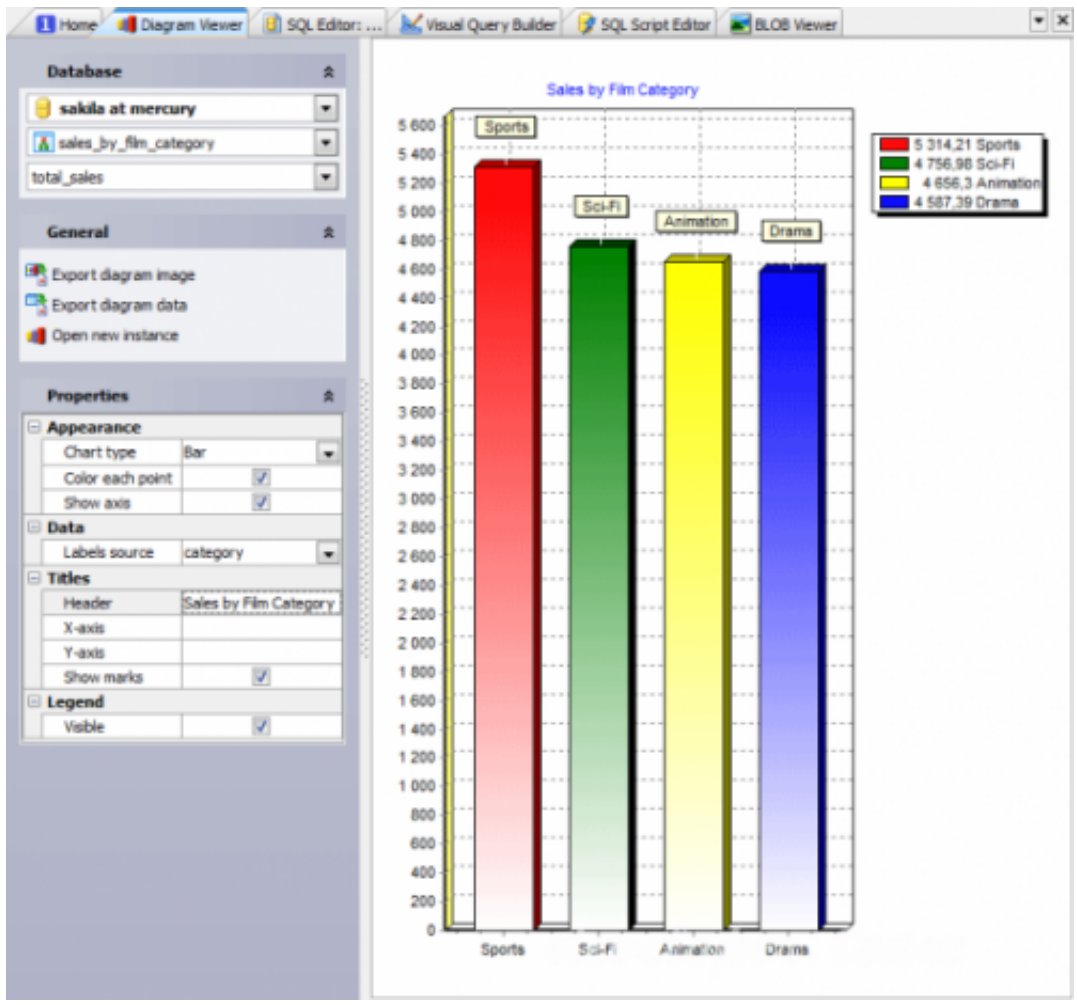 Home
Diagram Viewer
SQL Editor: ...
Visual Query Builder
SQL Script Editor
BLOB Viewer
Database
sakila at mercury
sales_by_film_category
total_sales
General
Export diagram image
Export diagram data
Open new instance
Properties
Appearance
Chart type Bar
Color each point
Show axis
Data
Labels source category
Titles
Header Sales by Film Category
X-axis
Y-axis
Show marks
Legend
Visible
Sales by Film Category
5 600
5 400
5 200
5 000
4 800
4 600
4 400
4 200
4 000
3 800
3 600
3 400
3 200
3 000
2 800
2 600
2 400
2 200
2 000
1 800
1 600
1 400
1 200
1 000
800
600
400
200
0
Sports
Sci-Fi
Animation
Drama
Sports Sci-Fi Animation Drama
5 314,21 Sports
4 756,98 Sci-Fi
4 656,3 Animation
4 587,39 Drama